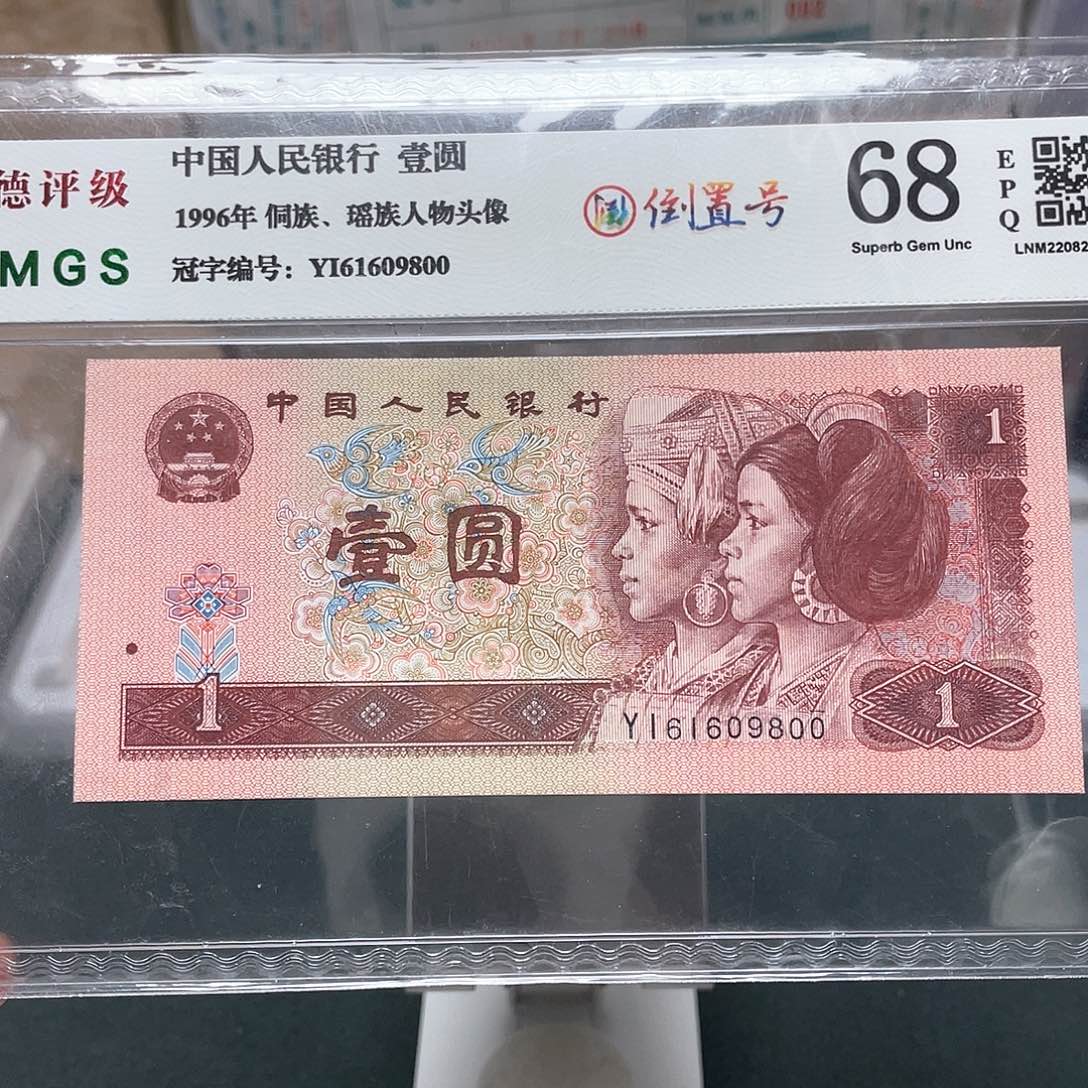 德评级
MGS
中国人民银行 壹圆
1996年 侗族、瑶族人物头像
冠字编号：YI61609800
倒置号
68
Superb Gem Unc
EPQ
LNM22082
中国人民银行
1
壹圆
1
YI61609800
1